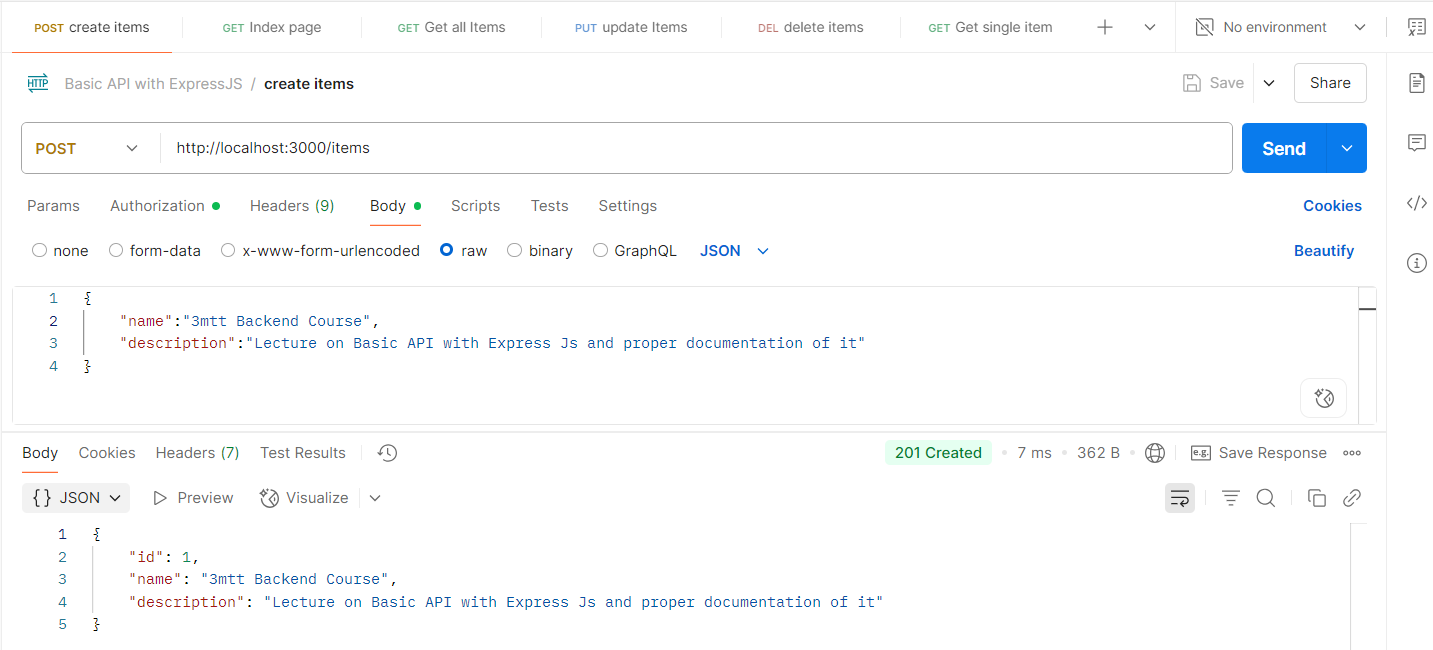 POST create items GET Index page GET Get all Items PUT update Items DEL delete items GET Get single item No environment
HTTP Basic API with ExpressJS / create items Save Share
POST http://localhost:3000/items Send
Params Authorization Headers (9) Body Scripts Tests Settings Cookies
none form-data x-www-form-urlencoded raw binary GraphQL JSON Beautify
1 {
2 "name":"3mtt Backend Course",
3 "description":"Lecture on Basic API with Express Js and proper documentation of it"
4 }
Body Cookies Headers (7) Test Results 201 Created 7 ms 362 B e.g. Save Response
{} JSON Preview Visualize
1 {
2 "id": 1,
3 "name": "3mtt Backend Course",
4 "description": "Lecture on Basic API with Express Js and proper documentation of it"
5 }